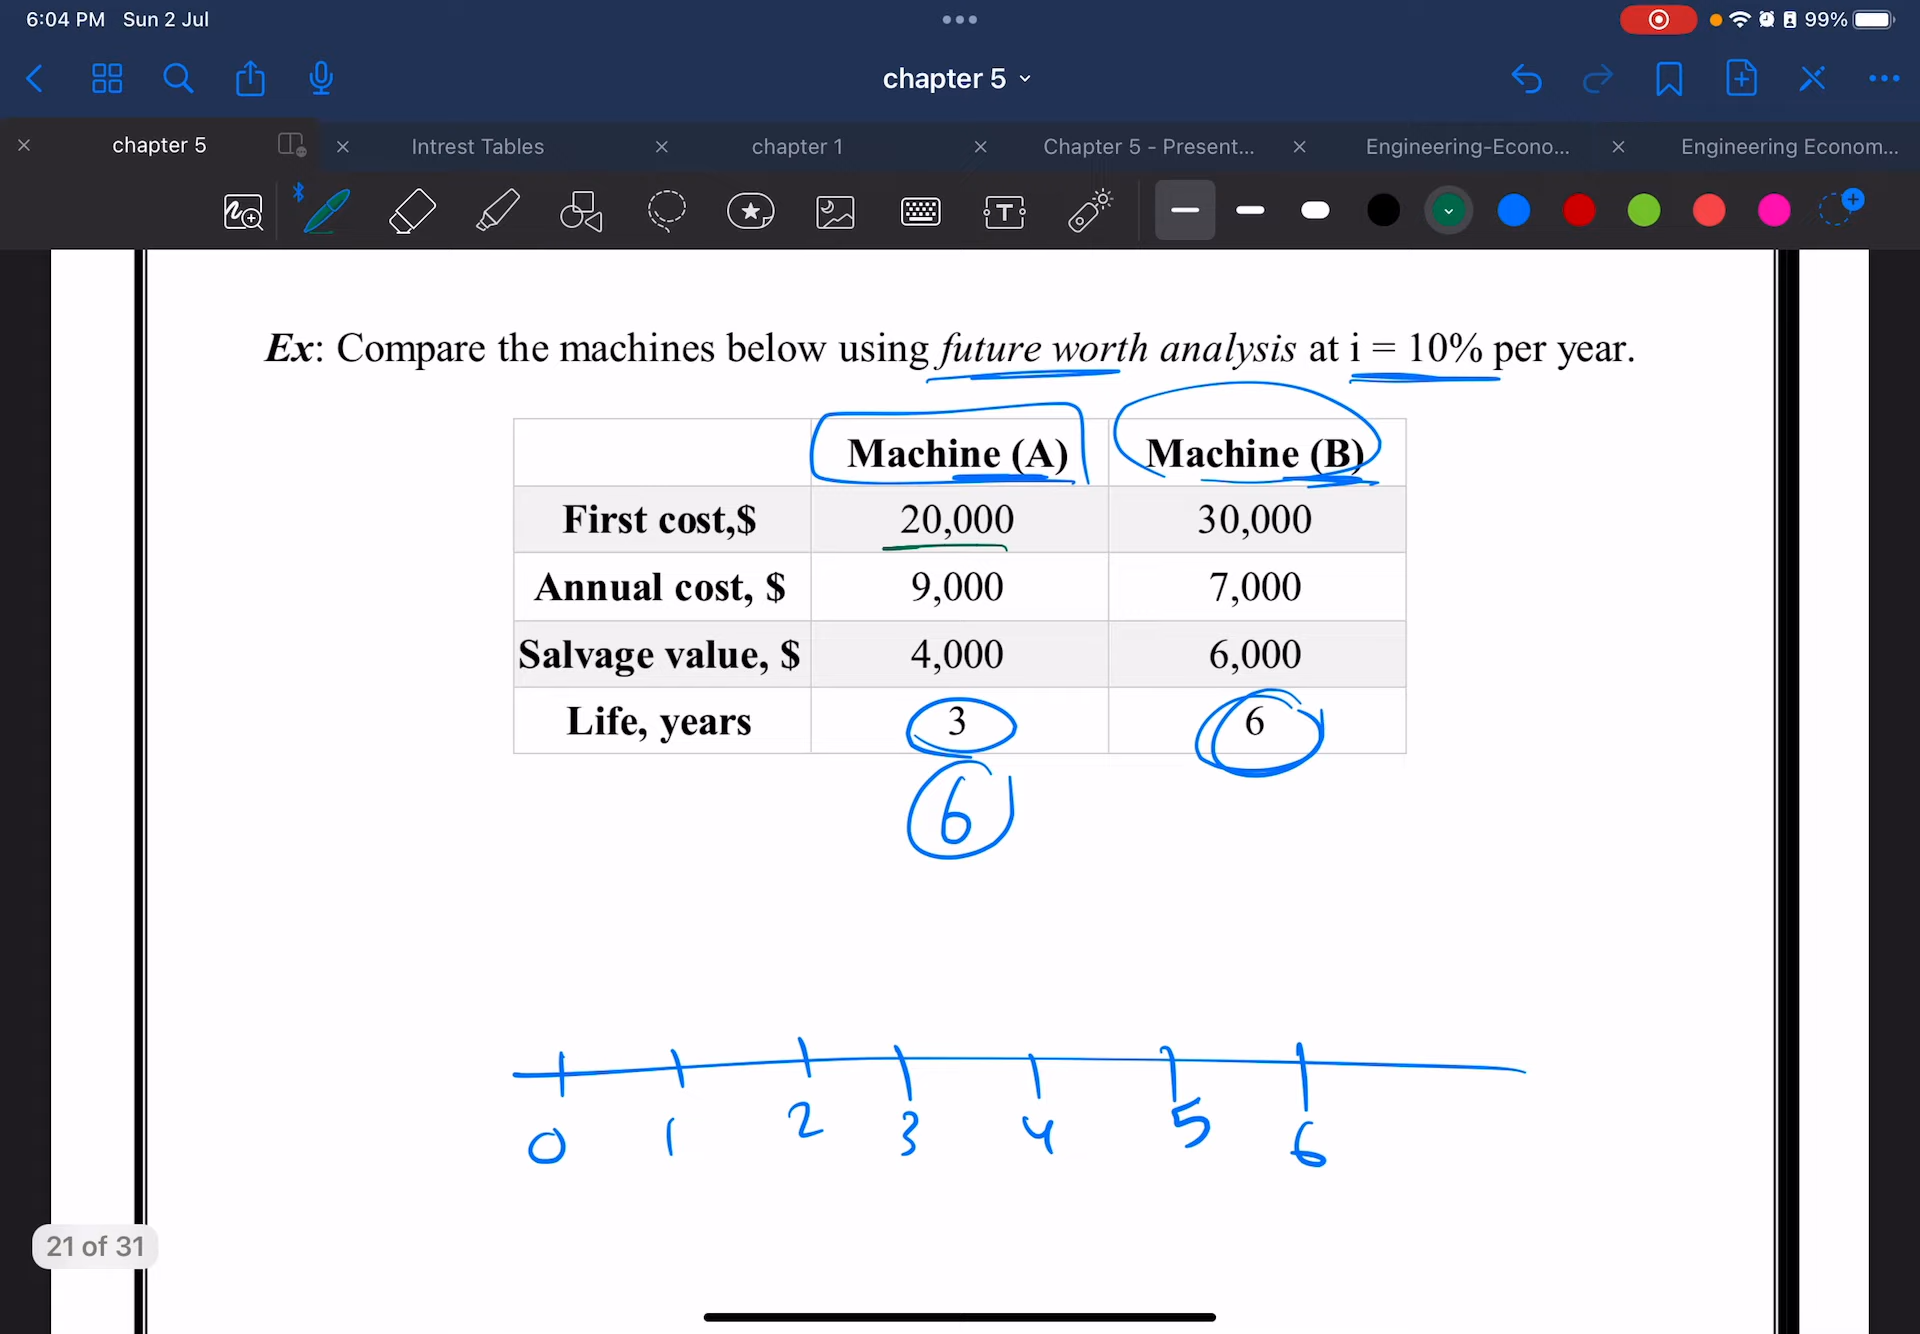 6:04 PM Sun 2 Jul 99%
chapter 5
chapter 5 Intrest Tables chapter 1 Chapter 5 - Present... Engineering-Econo... Engineering Econom...
Ex: Compare the machines below using future worth analysis at i = 10% per year.
Machine (A) Machine (B)
First cost,$ 20,000 30,000
Annual cost, $ 9,000 7,000
Salvage value, $ 4,000 6,000
Life, years 3 6
6
0 1 2 3 4 5 6
21 of 31